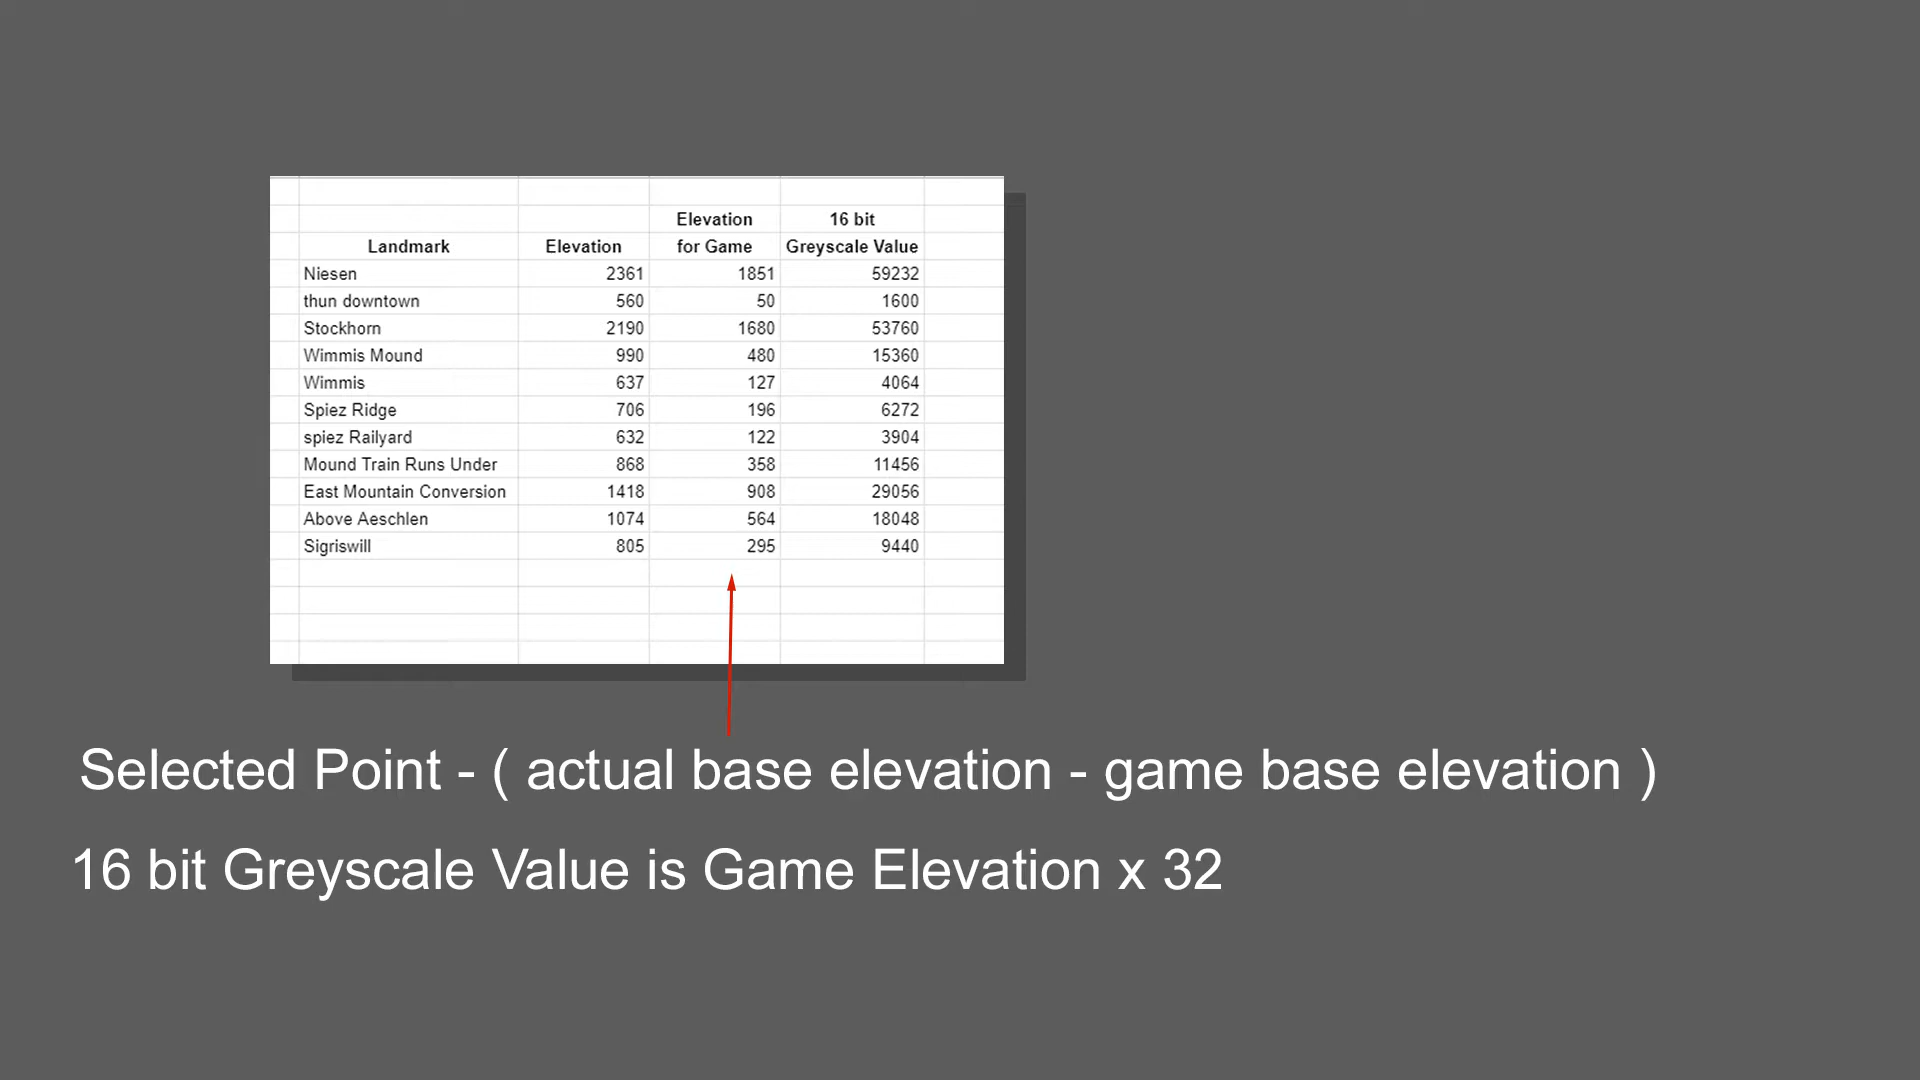 Elevation 16 bit
Landmark Elevation for Game Greyscale Value
Niesen 2361 1851 59232
thun downtown 560 50 1600
Stockhorn 2190 1680 53760
Wimmis Mound 990 480 15360
Wimmis 637 127 4064
Spiez Ridge 706 196 6272
spiez Railyard 632 122 3904
Mound Train Runs Under 868 358 11456
East Mountain Conversion 1418 908 29056
Above Aeschlen 1074 564 18048
Sigriswill 805 295 9440
Selected Point - ( actual base elevation - game base elevation )
16 bit Greyscale Value is Game Elevation x 32